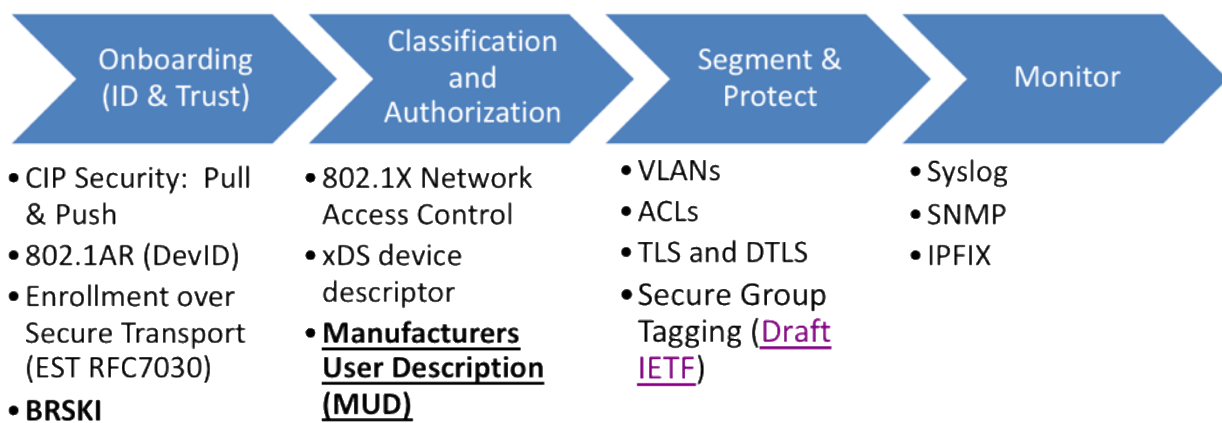 Onboarding
(ID & Trust)
Classification
and
Authorization
Segment &
Protect
Monitor
• CIP Security: Pull
& Push
• 802.1AR (DevID)
• Enrollment over
Secure Transport
(EST RFC7030)
• BRSKI
• 802.1X Network
Access Control
• xDS device
descriptor
• Manufacturers
User Description
(MUD)
• VLANs
• ACLs
• TLS and DTLS
• Secure Group
Tagging (Draft
IETF)
• Syslog
• SNMP
• IPFIX